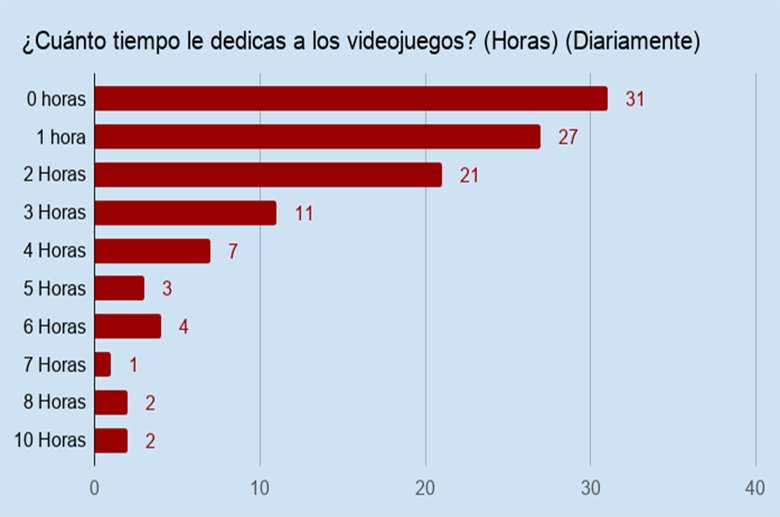 ¿Cuánto tiempo le dedicas a los videojuegos? (Horas) (Diariamente)
0 horas 31
1 hora 27
2 Horas 21
3 Horas 11
4 Horas 7
5 Horas 3
6 Horas 4
7 Horas 1
8 Horas 2
10 Horas 2
0 10 20 30 40